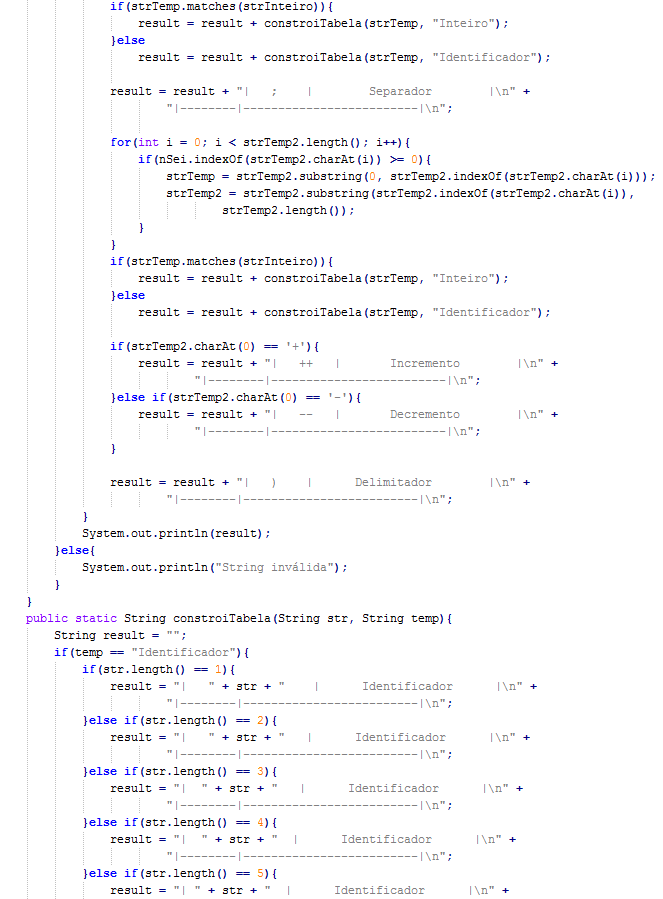 if(strTemp.matches(strInteiro)){
result = result + constroiTabela(strTemp, "Inteiro");
}else
result = result + constroiTabela(strTemp, "Identificador");
result = result + "|   ;    |        Separador        |\n" +
"|--------|-------------------------|\n";
for(int i = 0; i < strTemp2.length(); i++){
if(nSei.indexOf(strTemp2.charAt(i)) >= 0){
strTemp = strTemp2.substring(0, strTemp2.indexOf(strTemp2.charAt(i)));
strTemp2 = strTemp2.substring(strTemp2.indexOf(strTemp2.charAt(i)),
strTemp2.length());
}
}
if(strTemp.matches(strInteiro)){
result = result + constroiTabela(strTemp, "Inteiro");
}else
result = result + constroiTabela(strTemp, "Identificador");
if(strTemp2.charAt(0) == '+'){
result = result + "|   ++   |       Incremento        |\n" +
"|--------|-------------------------|\n";
}else if(strTemp2.charAt(0) == '-'){
result = result + "|   --   |       Decremento        |\n" +
"|--------|-------------------------|\n";
}
result = result + "|   )    |      Delimitador        |\n" +
"|--------|-------------------------|\n";
}
System.out.println(result);
}else{
System.out.println("String inválida");
}
}
public static String constroiTabela(String str, String temp){
String result = "";
if(temp == "Identificador"){
if(str.length() == 1){
result = "|   " + str + "    |      Identificador      |\n" +
"|--------|-------------------------|\n";
}else if(str.length() == 2){
result = "|   " + str + "   |      Identificador      |\n" +
"|--------|-------------------------|\n";
}else if(str.length() == 3){
result = "|  " + str + "   |      Identificador      |\n" +
"|--------|-------------------------|\n";
}else if(str.length() == 4){
result = "|  " + str + "  |      Identificador      |\n" +
"|--------|-------------------------|\n";
}else if(str.length() == 5){
result = "| " + str + "  |      Identificador      |\n" +